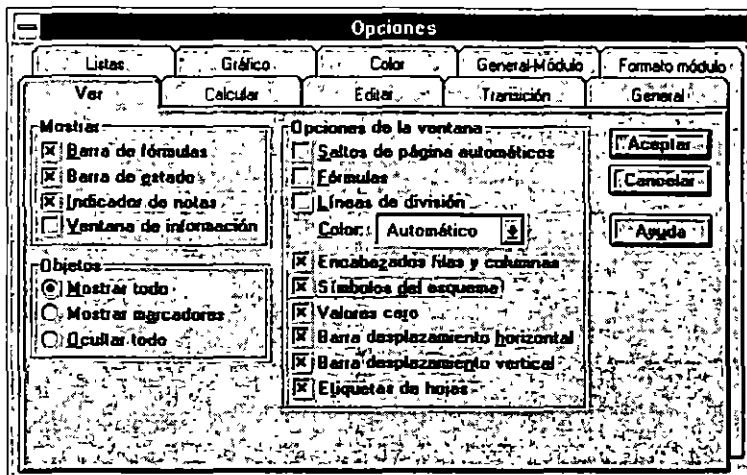 Opciones
Listas Gráfico Color General-Módulo Formato módulo
Ver Calcular Editar Transición General
Mostrar
Barra de fórmulas
Barra de estado
Indicador de notas
Ventana de información
Objetos
Mostrar todo
Mostrar marcadores
Ocultar todo
Opciones de la ventana
Saltos de página automáticos
Fórmulas
Líneas de división
Color: Automático
Encabezados filas y columnas
Símbolos del esquema
Valores cero
Barra desplazamiento horizontal
Barra desplazamiento vertical
Etiquetas de hojas
Aceptar
Cancelar
Ayuda